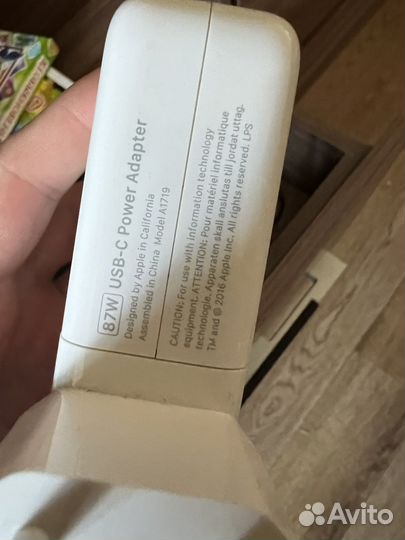 87W USB-C Power Adapter
Designed by Apple in California
Assembled in China Model A1719
CAUTION: For use with information technology
equipment. ATTENTION: Pour matériel informatique
technologie. Apparaten skall anslutas till jordat uttag.
TM and © 2016 Apple Inc. All rights reserved. LPS
Avito